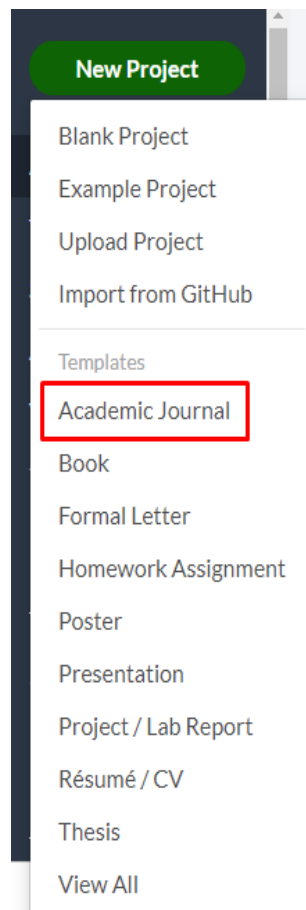 New Project
Blank Project
Example Project
Upload Project
Import from GitHub
Templates
Academic Journal
Book
Formal Letter
Homework Assignment
Poster
Presentation
Project / Lab Report
Résumé / CV
Thesis
View All